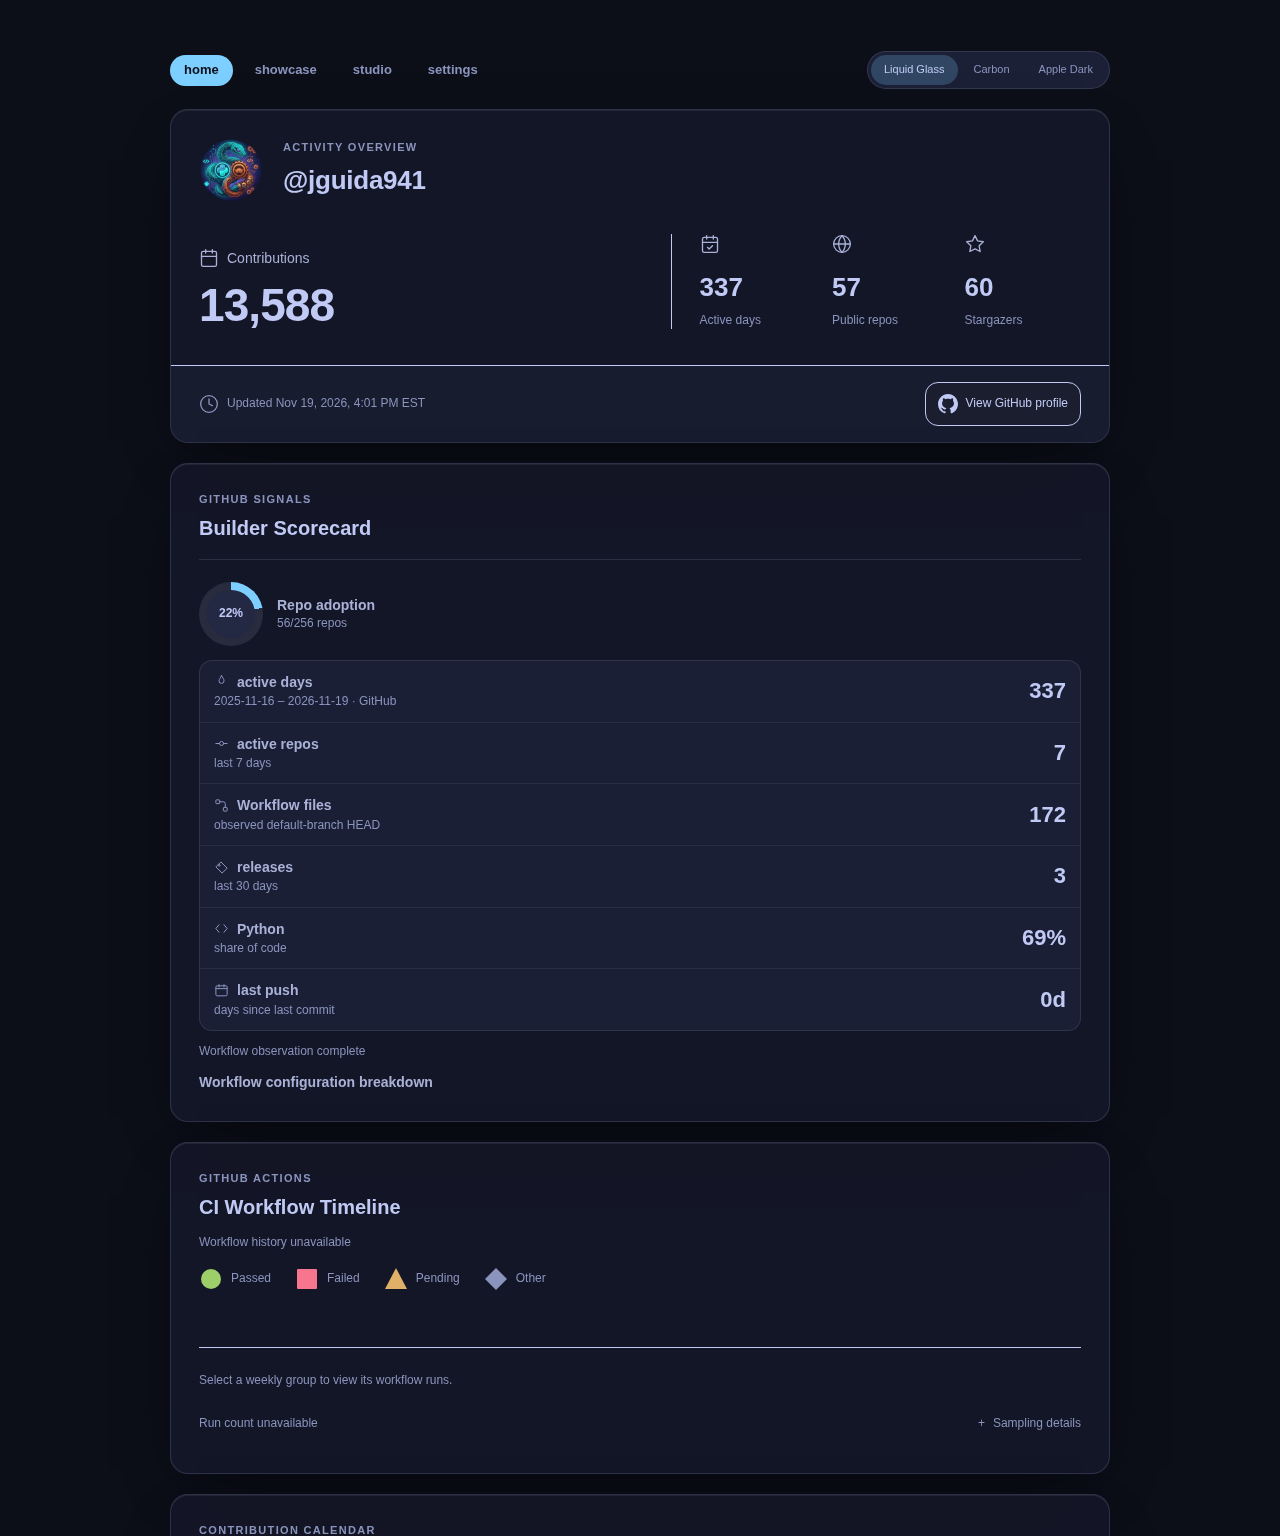 home showcase studio settings Liquid Glass Carbon Apple Dark
ACTIVITY OVERVIEW
@jguida941
Contributions
13,588
337 57 60
Active days Public repos Stargazers
Updated Nov 19, 2026, 4:01 PM EST View GitHub profile
GITHUB SIGNALS
Builder Scorecard
22%
Repo adoption
56/256 repos
active days
2025-11-16 – 2026-11-19 · GitHub
337
active repos
last 7 days
7
Workflow files
observed default-branch HEAD
172
releases
last 30 days
3
Python
share of code
69%
last push
days since last commit
0d
Workflow observation complete
Workflow configuration breakdown
GITHUB ACTIONS
CI Workflow Timeline
Workflow history unavailable
Passed Failed Pending Other
Select a weekly group to view its workflow runs.
Run count unavailable + Sampling details
CONTRIBUTION CALENDAR